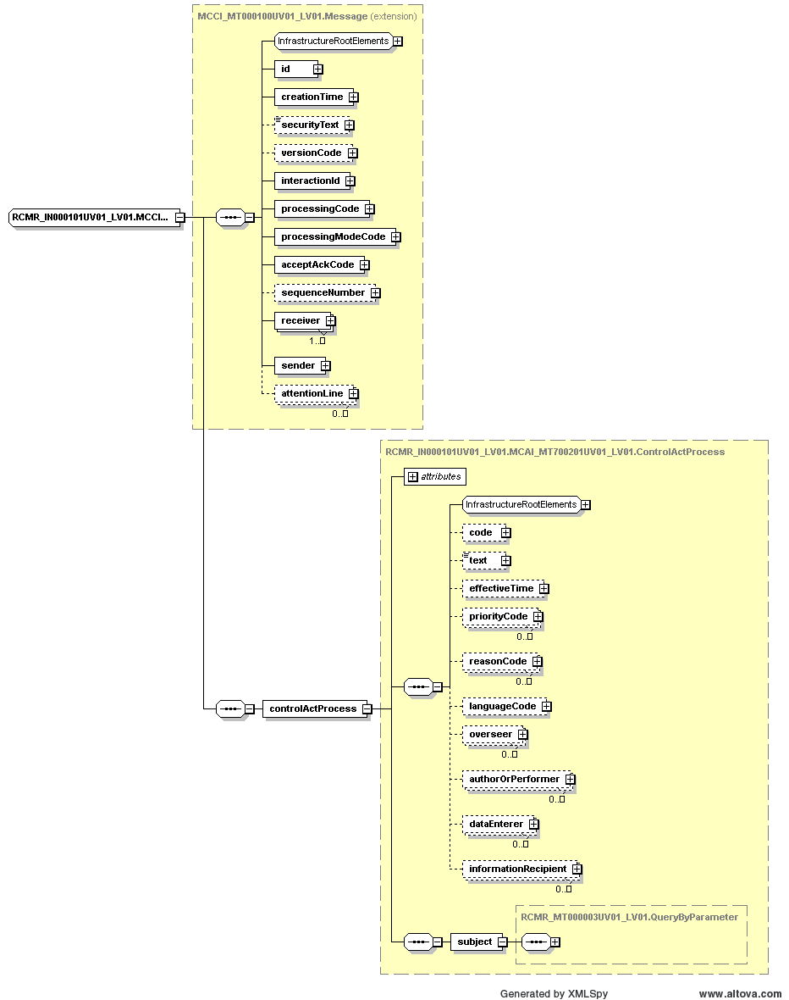 MCCI_MT000100UV01_LV01.Message (extension)
InfrastructureRootElements
id
creationTime
securityText
versionCode
interactionId
RCMR_IN000101UV01_LV01.MCCI...
processingCode
processingModeCode
acceptAckCode
sequenceNumber
receiver
1..
sender
attentionLine
0..
RCMR_IN000101UV01_LV01.MCAI_MT700201UV01_LV01.ControlActProcess
attributes
InfrastructureRootElements
code
text
effectiveTime
priorityCode
0..
reasonCode
0..
languageCode
controlActProcess
overseer
0..
authorOrPerformer
0..
dataEnterer
0..
informationRecipient
0..
RCMR_MT000003UV01_LV01.QueryByParameter
subject
Generated by XMLSpy
www.altova.com